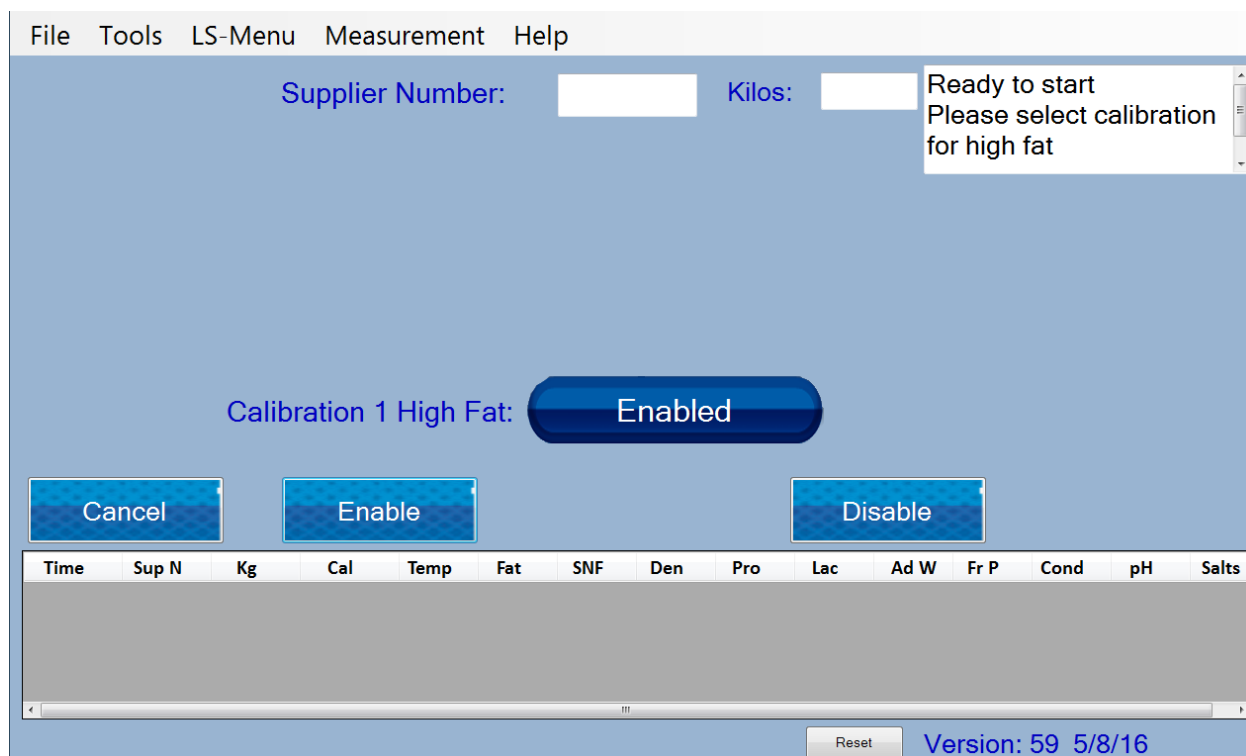 File Tools LS-Menu Measurement Help
Supplier Number: Kilos:
Ready to start
Please select calibration
for high fat
Calibration 1 High Fat: Enabled
Cancel Enable Disable
Time Sup N Kg Cal Temp Fat SNF Den Pro Lac Ad W Fr P Cond pH Salts
Reset Version: 59 5/8/16